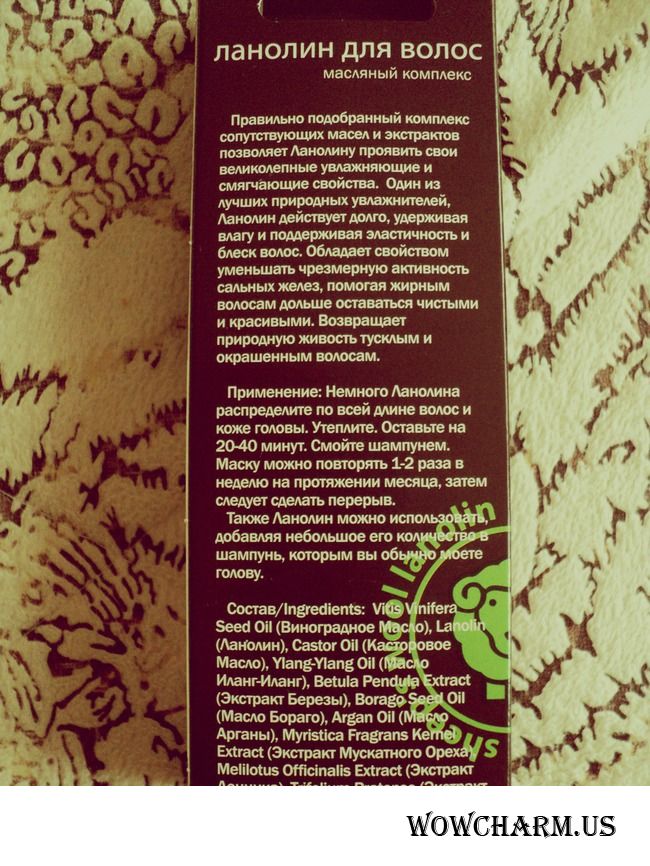 ланолин для волос
масляный комплекс
Правильно подобранный комплекс
сопутствующих масел и экстрактов
позволяет Ланолину проявить свои
великолепные увлажняющие и
смягчающие свойства. Один из
лучших природных увлажнителей,
Ланолин действует долго, удерживая
влагу и поддерживая эластичность и
блеск волос. Обладает свойством
уменьшать чрезмерную активность
сальных желез, помогая жирным
волосам дольше оставаться чистыми
и красивыми. Возвращает
природную живость тусклым и
окрашенным волосам.
Применение: Немного Ланолина
распределите по всей длине волос и
коже головы. Утеплите. Оставьте на
20-40 минут. Смойте шампунем.
Маску можно повторять 1-2 раза в
неделю на протяжении месяца, затем
следует сделать перерыв.
Также Ланолин можно использовать,
добавляя небольшое его количество в
шампунь, которым вы обычно моете
голову.
Состав/Ingredients: Vitis Vinifera
Seed Oil (Виноградное Масло), Lanolin
(Ланолин), Castor Oil (Касторовое
Масло), Ylang-Ylang Oil (Масло
Иланг-Иланг), Betula Pendula Extract
(Экстракт Березы), Borago Seed Oil
(Масло Бораго), Argan Oil (Масло
Арганы), Myristica Fragrans Kernel
Extract (Экстракт Мускатного Ореха),
Melilotus Officinalis Extract (Экстракт
sheep's wool lanolin
WOWCHARM.US